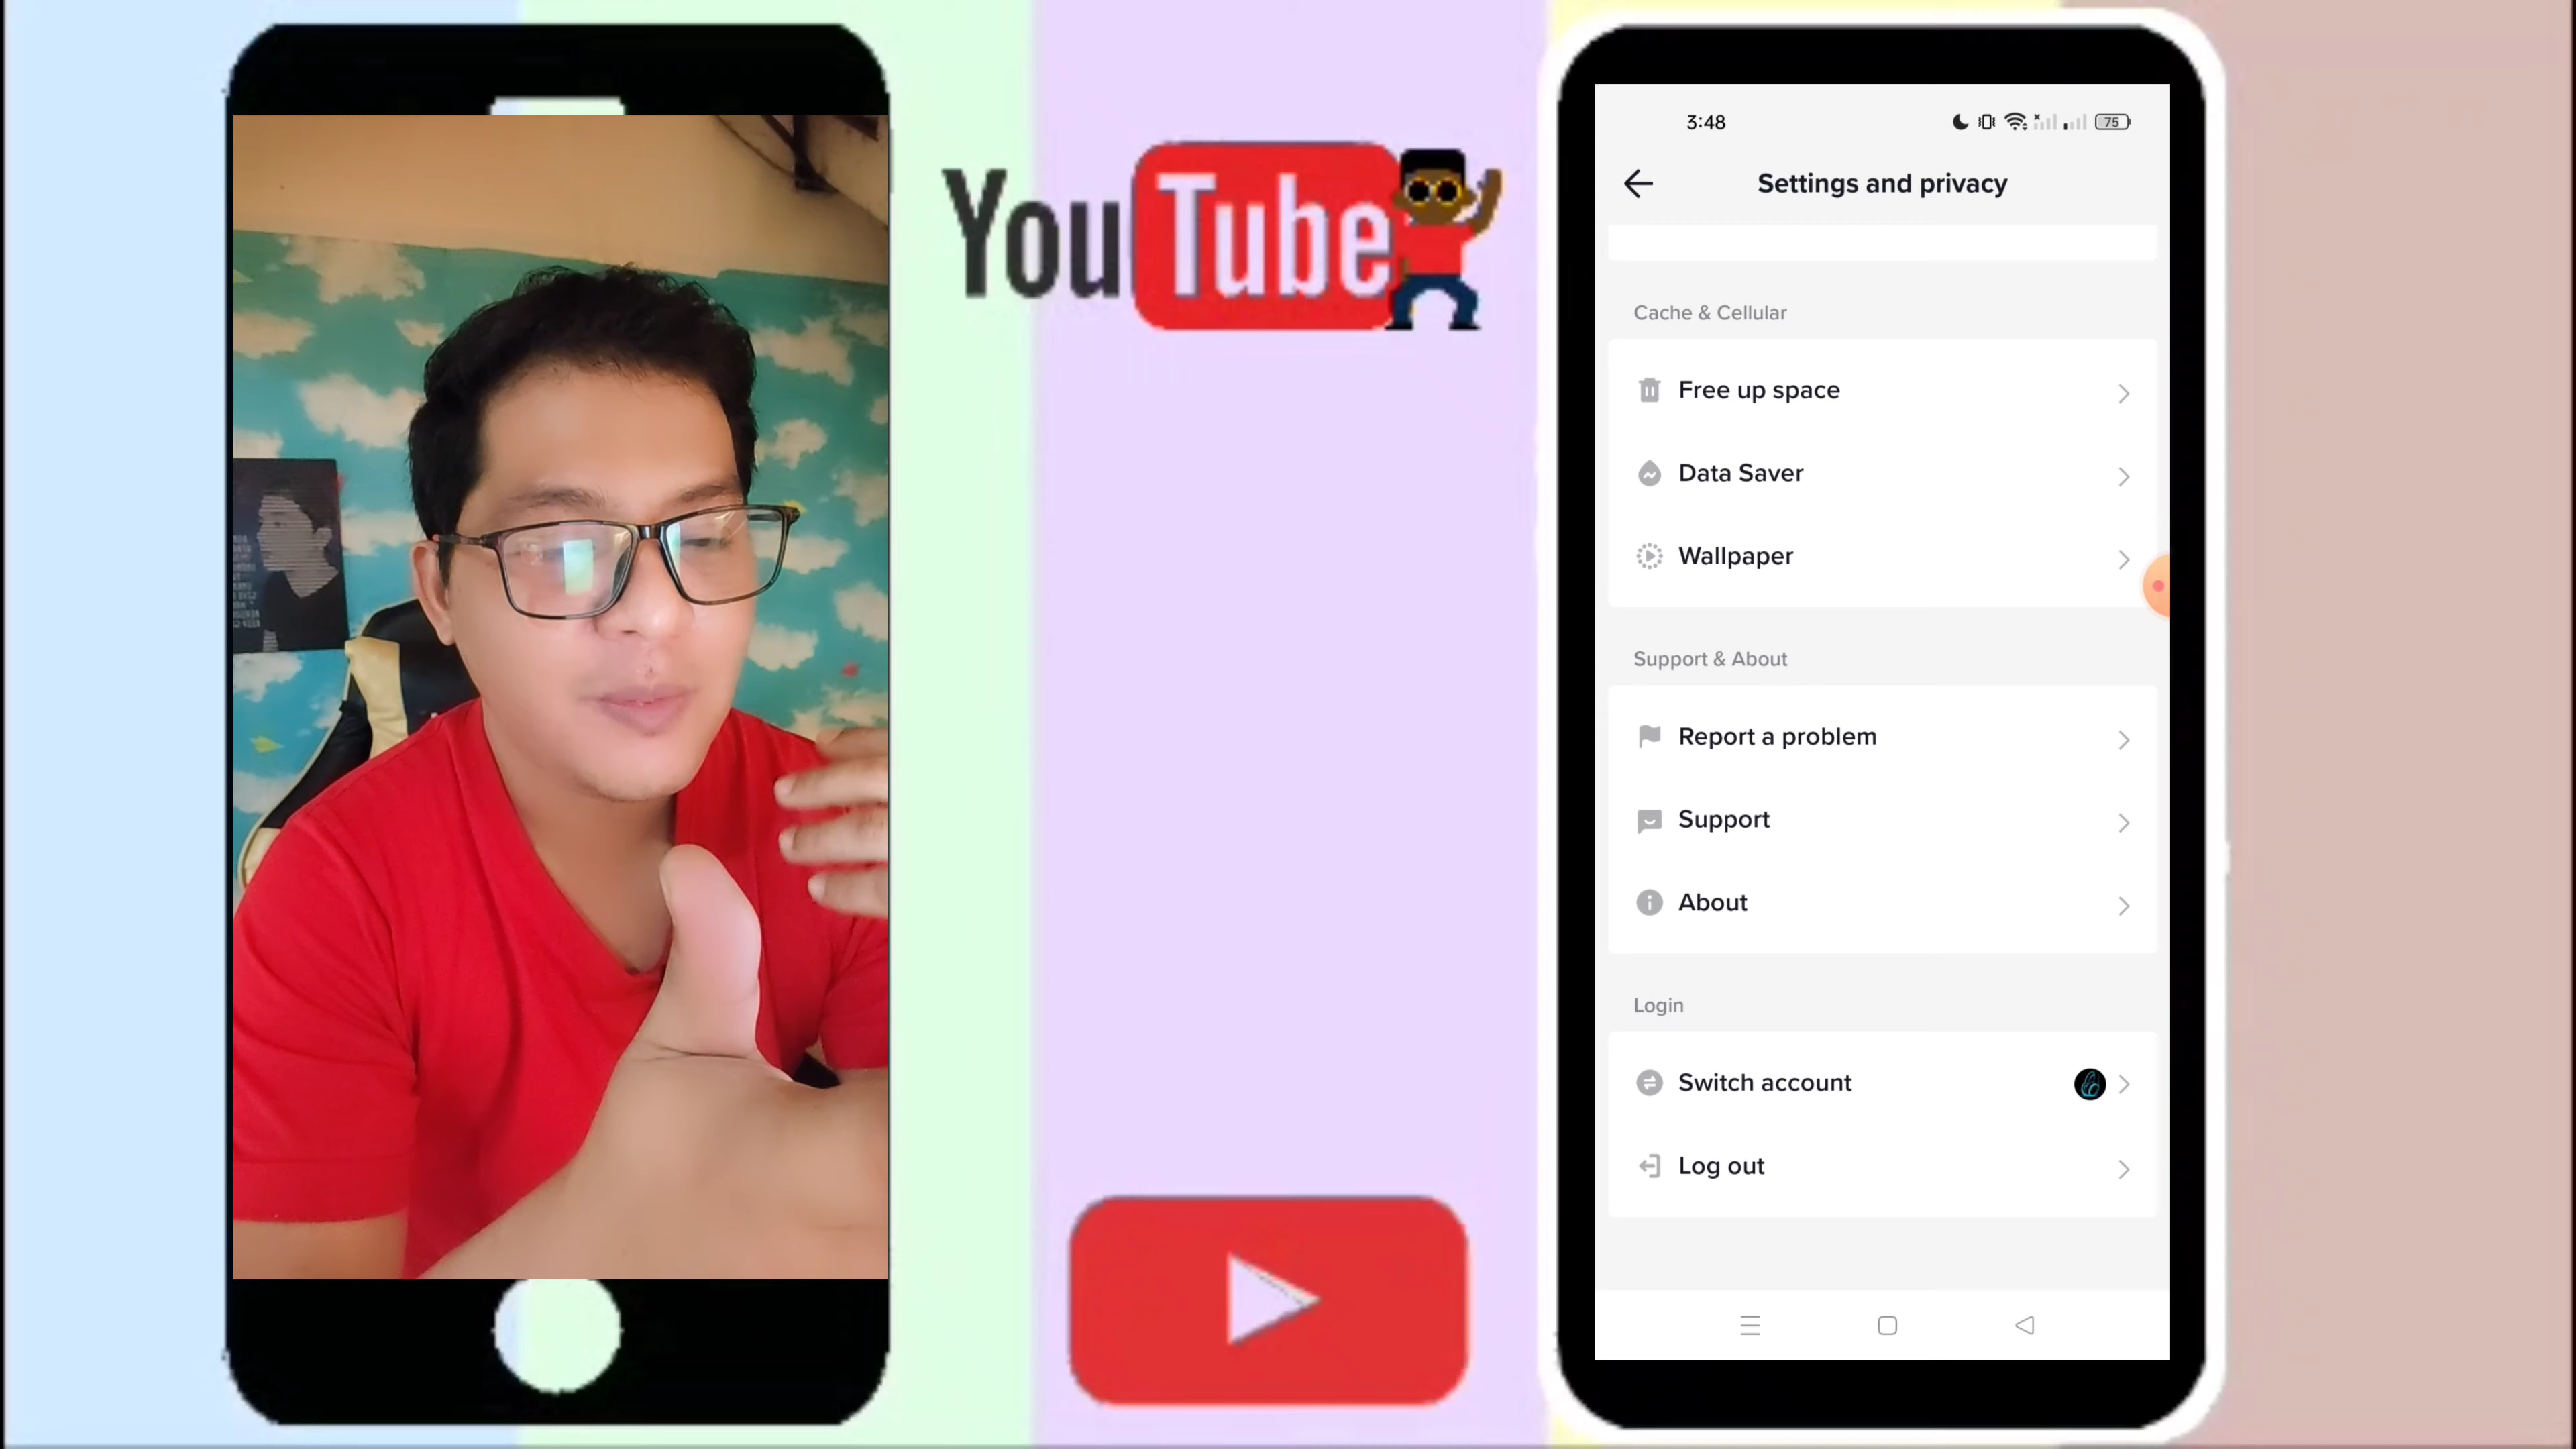 YouTube
3:48
75
Settings and privacy
Cache & Cellular
Free up space
Data Saver
Wallpaper
Support & About
Report a problem
Support
About
Login
Switch account
Log out